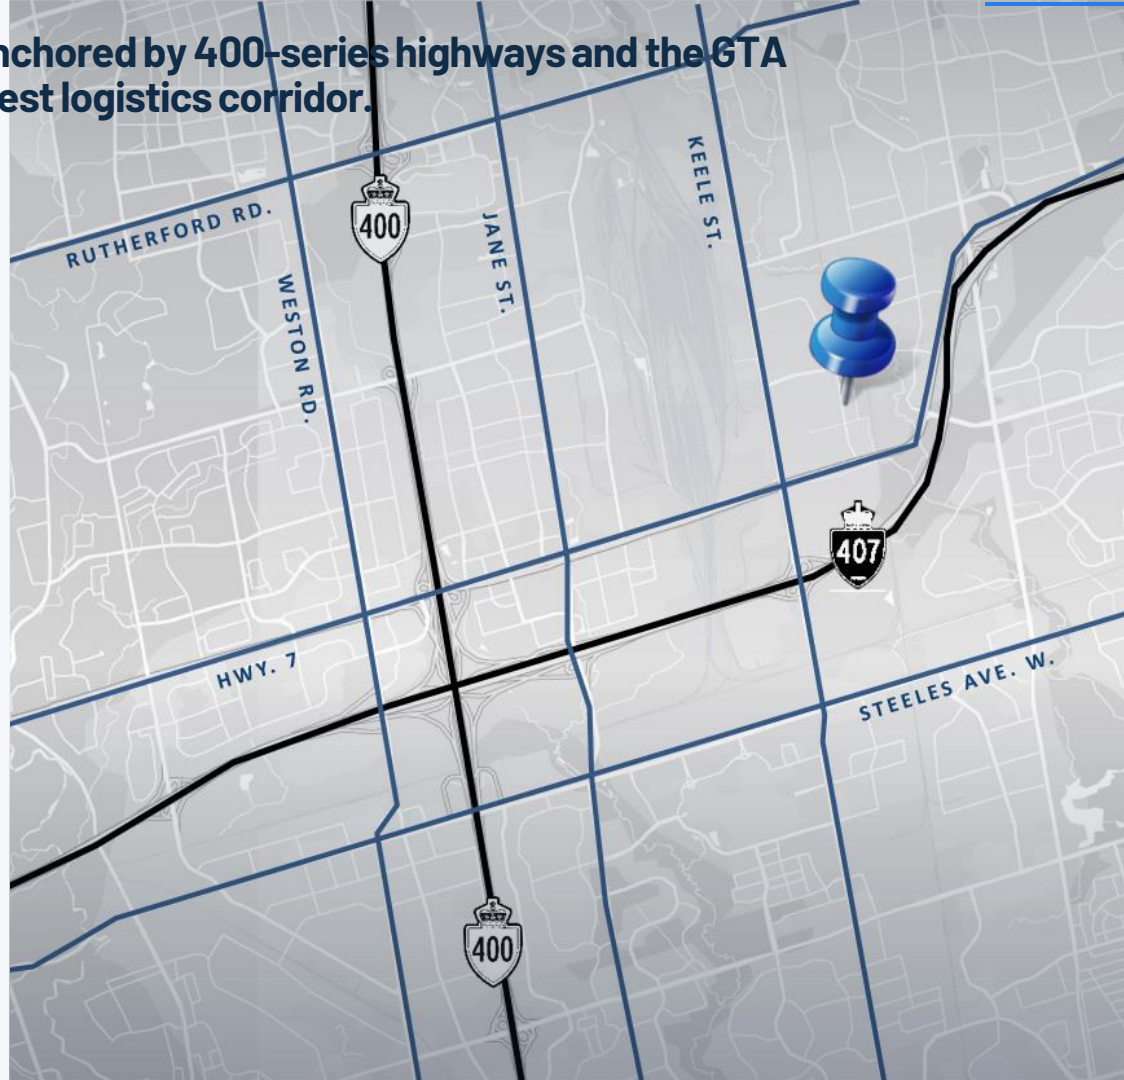 nchored by 400-series highways and the GTA
est logistics corridor.
KEELE ST.
400
RUTHERFORD RD.
JANE ST.
WESTON RD.
407
HWY. 7
STEELES AVE. W.
400